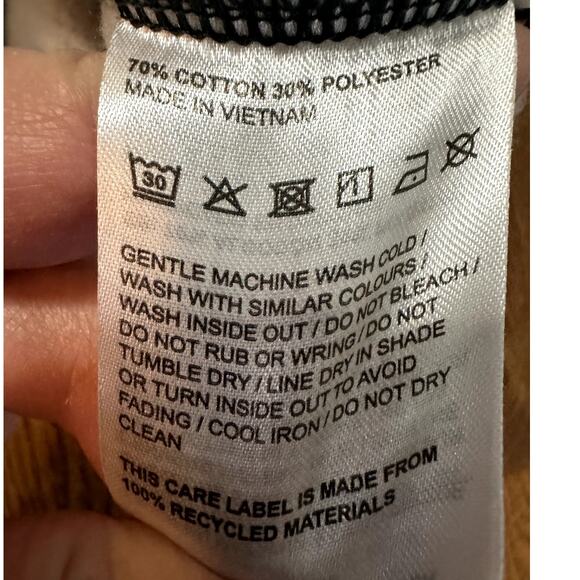 70% COTTON 30% POLYESTER
MADE IN VIETNAM
30
GENTLE MACHINE WASH COLD /
WASH WITH SIMILAR COLOURS /
WASH INSIDE OUT / DO NOT BLEACH /
DO NOT RUB OR WRING / DO NOT
TUMBLE DRY / LINE DRY IN SHADE
OR TURN INSIDE OUT TO AVOID
FADING / COOL IRON / DO NOT DRY
CLEAN
THIS CARE LABEL IS MADE FROM
100% RECYCLED MATERIALS